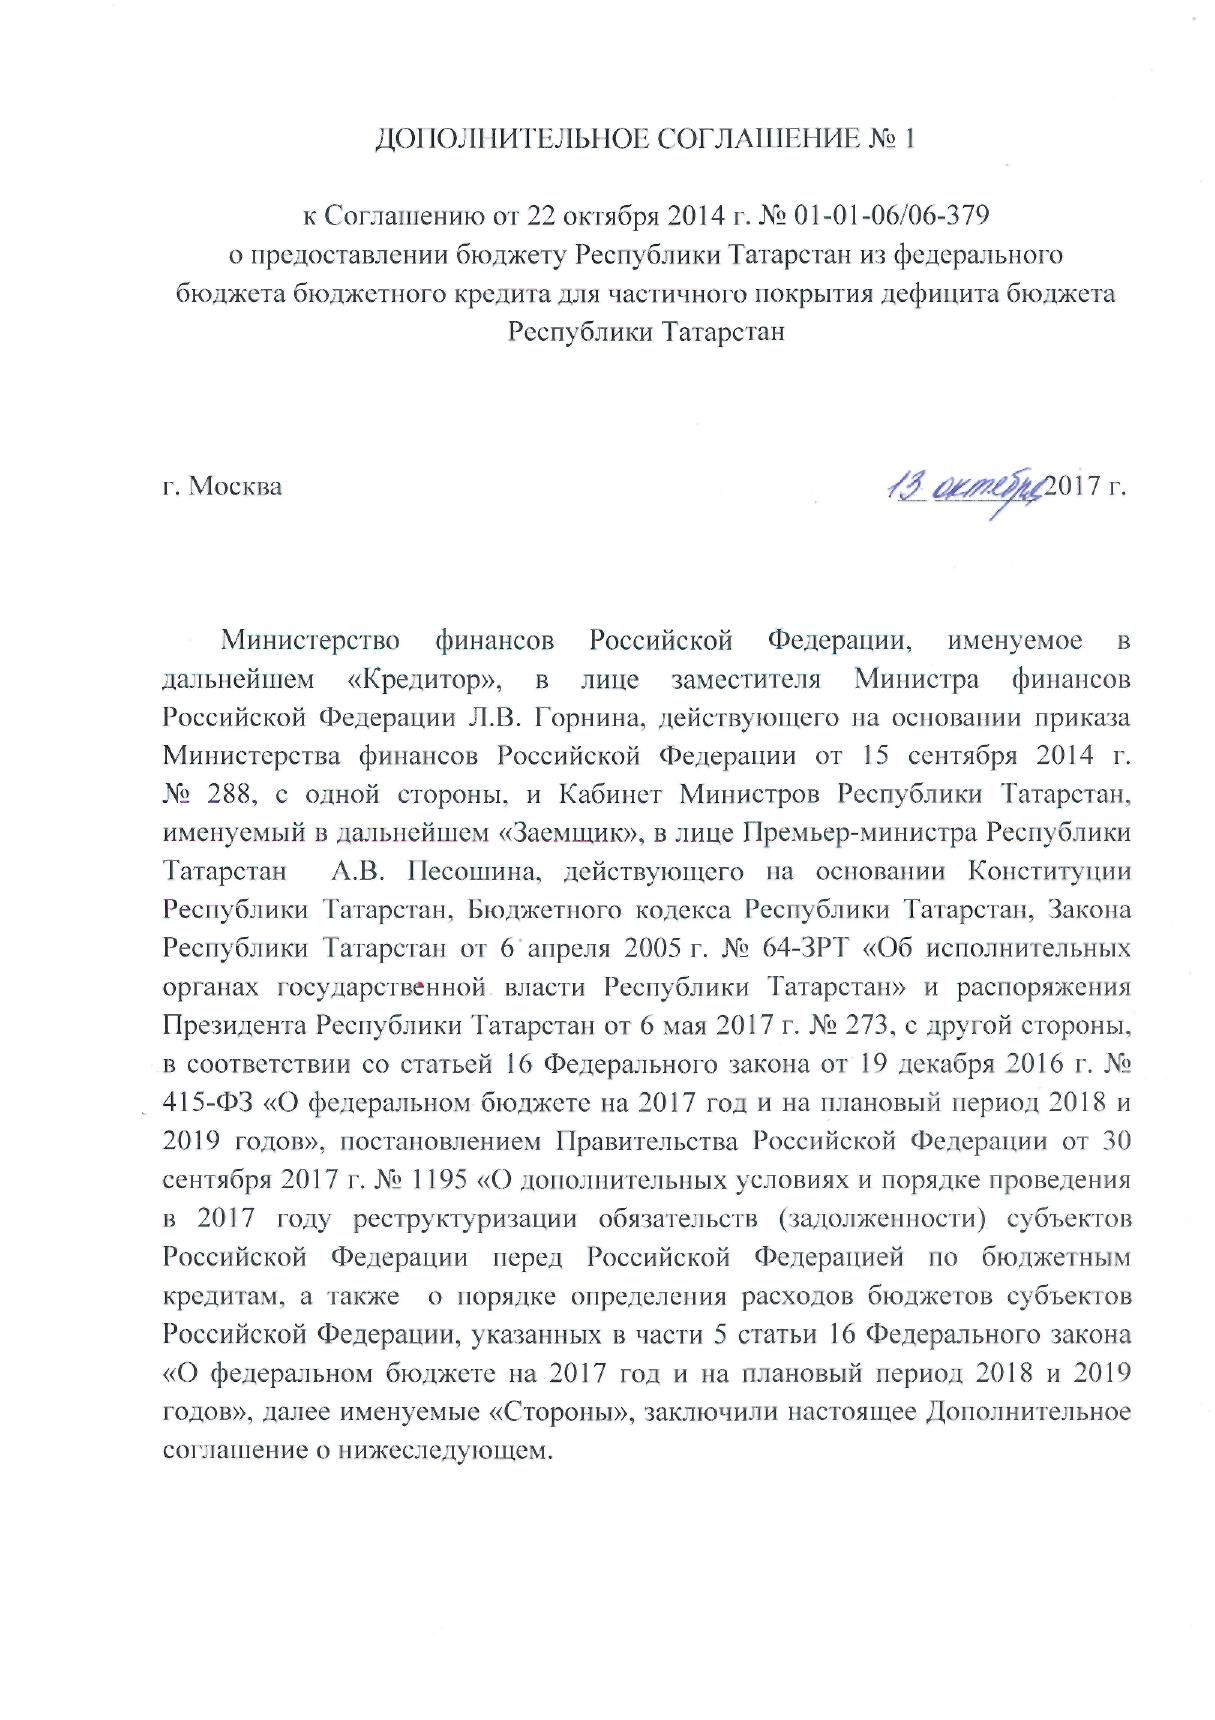 ДОПОЛНИТЕЛЬНОЕ СОГЛАШЕНИЕ № 1
к Соглашению от 22 октября 2014 г. № 01-01-06/06-379
о предоставлении бюджету Республики Татарстан из федерального
бюджета бюджетного кредита для частичного покрытия дефицита бюджета
Республики Татарстан
г. Москва 13 октября 2017 г.
Министерство финансов Российской Федерации, именуемое в
дальнейшем «Кредитор», в лице заместителя Министра финансов
Российской Федерации Л.В. Горнина, действующего на основании приказа
Министерства финансов Российской Федерации от 15 сентября 2014 г.
№ 288, с одной стороны, и Кабинет Министров Республики Татарстан,
именуемый в дальнейшем «Заемщик», в лице Премьер-министра Республики
Татарстан А.В. Песошина, действующего на основании Конституции
Республики Татарстан, Бюджетного кодекса Республики Татарстан, Закона
Республики Татарстан от 6 апреля 2005 г. № 64-ЗРТ «Об исполнительных
органах государственной власти Республики Татарстан» и распоряжения
Президента Республики Татарстан от 6 мая 2017 г. № 273, с другой стороны,
в соответствии со статьей 16 Федерального закона от 19 декабря 2016 г. №
415-ФЗ «О федеральном бюджете на 2017 год и на плановый период 2018 и
2019 годов», постановлением Правительства Российской Федерации от 30
сентября 2017 г. № 1195 «О дополнительных условиях и порядке проведения
в 2017 году реструктуризации обязательств (задолженности) субъектов
Российской Федерации перед Российской Федерацией по бюджетным
кредитам, а также о порядке определения расходов бюджетов субъектов
Российской Федерации, указанных в части 5 статьи 16 Федерального закона
«О федеральном бюджете на 2017 год и на плановый период 2018 и 2019
годов», далее именуемые «Стороны», заключили настоящее Дополнительное
соглашение о нижеследующем.